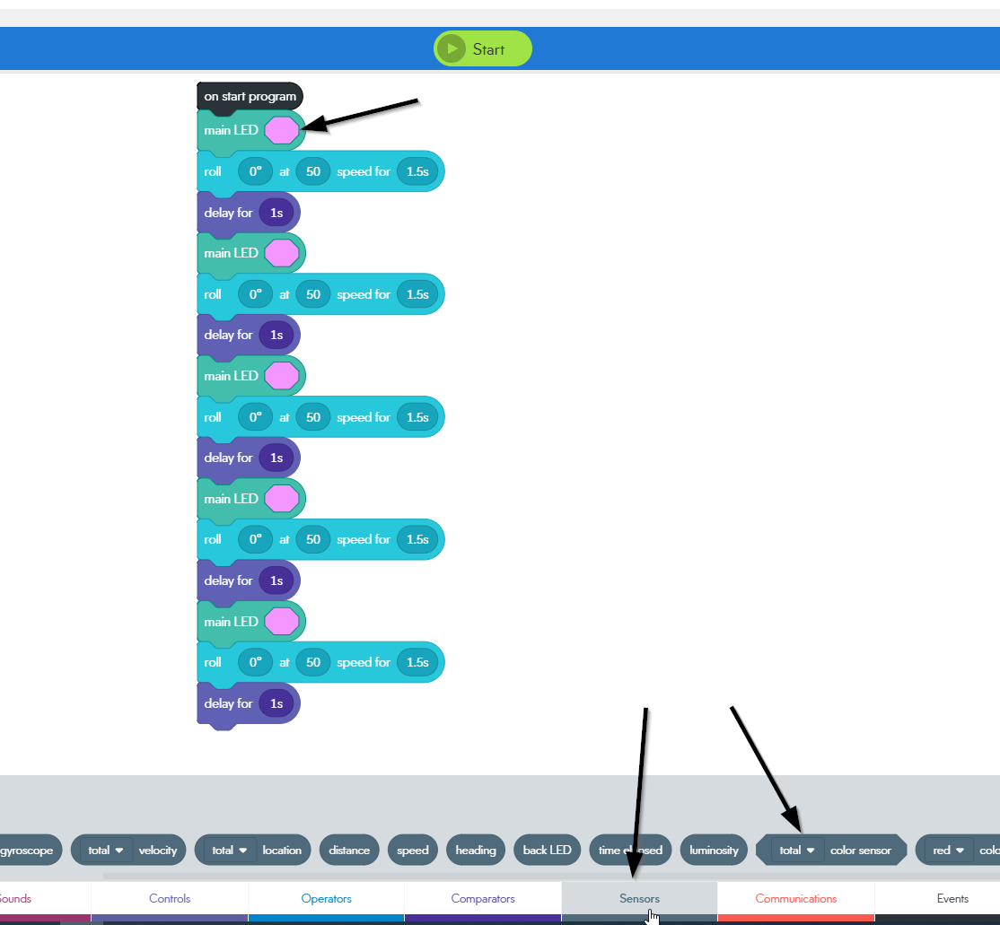 Start
on start program
main LED
roll 0° at 50 speed for 1.5s
delay for 1s
main LED
roll 0° at 50 speed for 1.5s
delay for 1s
main LED
roll 0° at 50 speed for 1.5s
delay for 1s
main LED
roll 0° at 50 speed for 1.5s
delay for 1s
main LED
roll 0° at 50 speed for 1.5s
delay for 1s
gyroscope total velocity total location distance speed heading back LED time elapsed luminosity total color sensor red colo
Sounds Controls Operators Comparators Sensors Communications Events